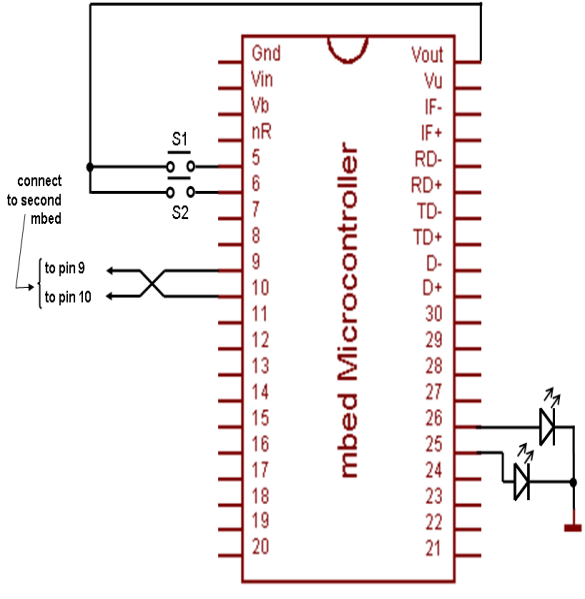 Gnd
Vin
Vb
nR
5
6
7
8
9
10
11
12
13
14
15
16
17
18
19
20
mbed Microcontroller
Vout
Vu
IF-
IF+
RD-
RD+
TD-
TD+
D-
D+
30
29
28
27
26
25
24
23
22
21
S1
S2
connect
to second
mbed
to pin 9
to pin 10